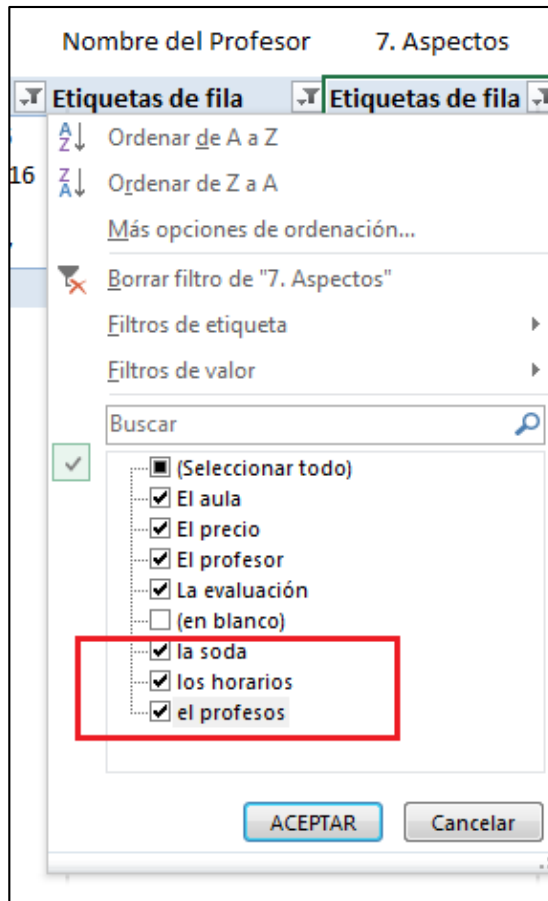 Nombre del Profesor 7. Aspectos
Etiquetas de fila Etiquetas de fila
16
Ordenar de A a Z
Ordenar de Z a A
Más opciones de ordenación...
Borrar filtro de "7. Aspectos"
Filtros de etiqueta
Filtros de valor
Buscar
(Seleccionar todo)
El aula
El precio
El profesor
La evaluación
(en blanco)
la soda
los horarios
el profesos
ACEPTAR Cancelar